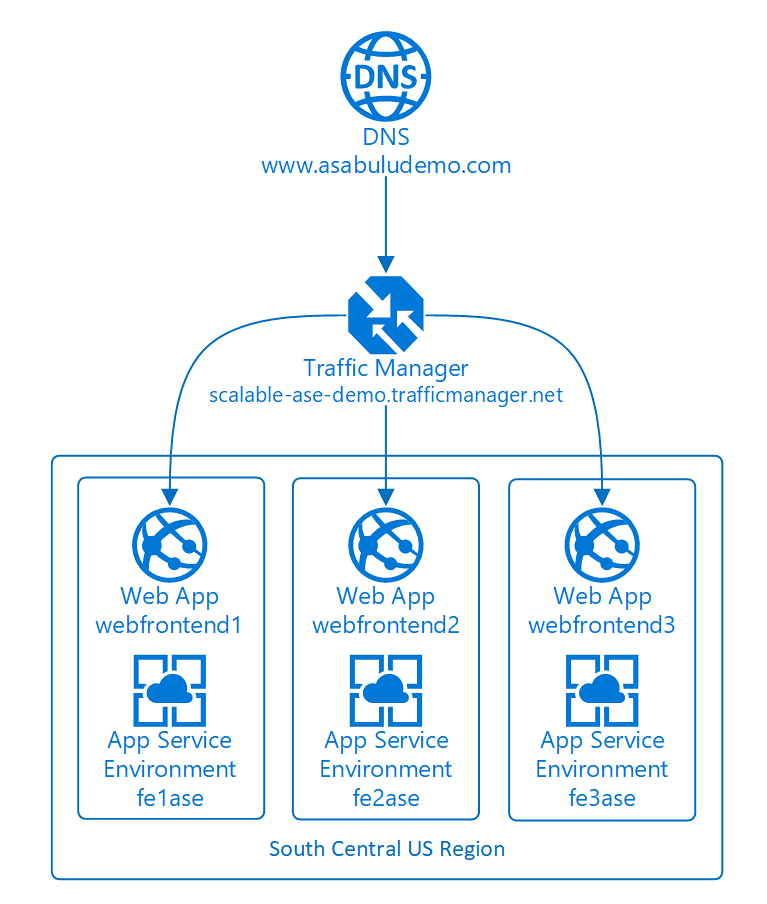 DNS
DNS
www.asabuludemo.com
Traffic Manager
scalable-ase-demo.trafficmanager.net
Web App
webfrontend1
App Service
Environment
fe1ase
Web App
webfrontend2
App Service
Environment
fe2ase
Web App
webfrontend3
App Service
Environment
fe3ase
South Central US Region